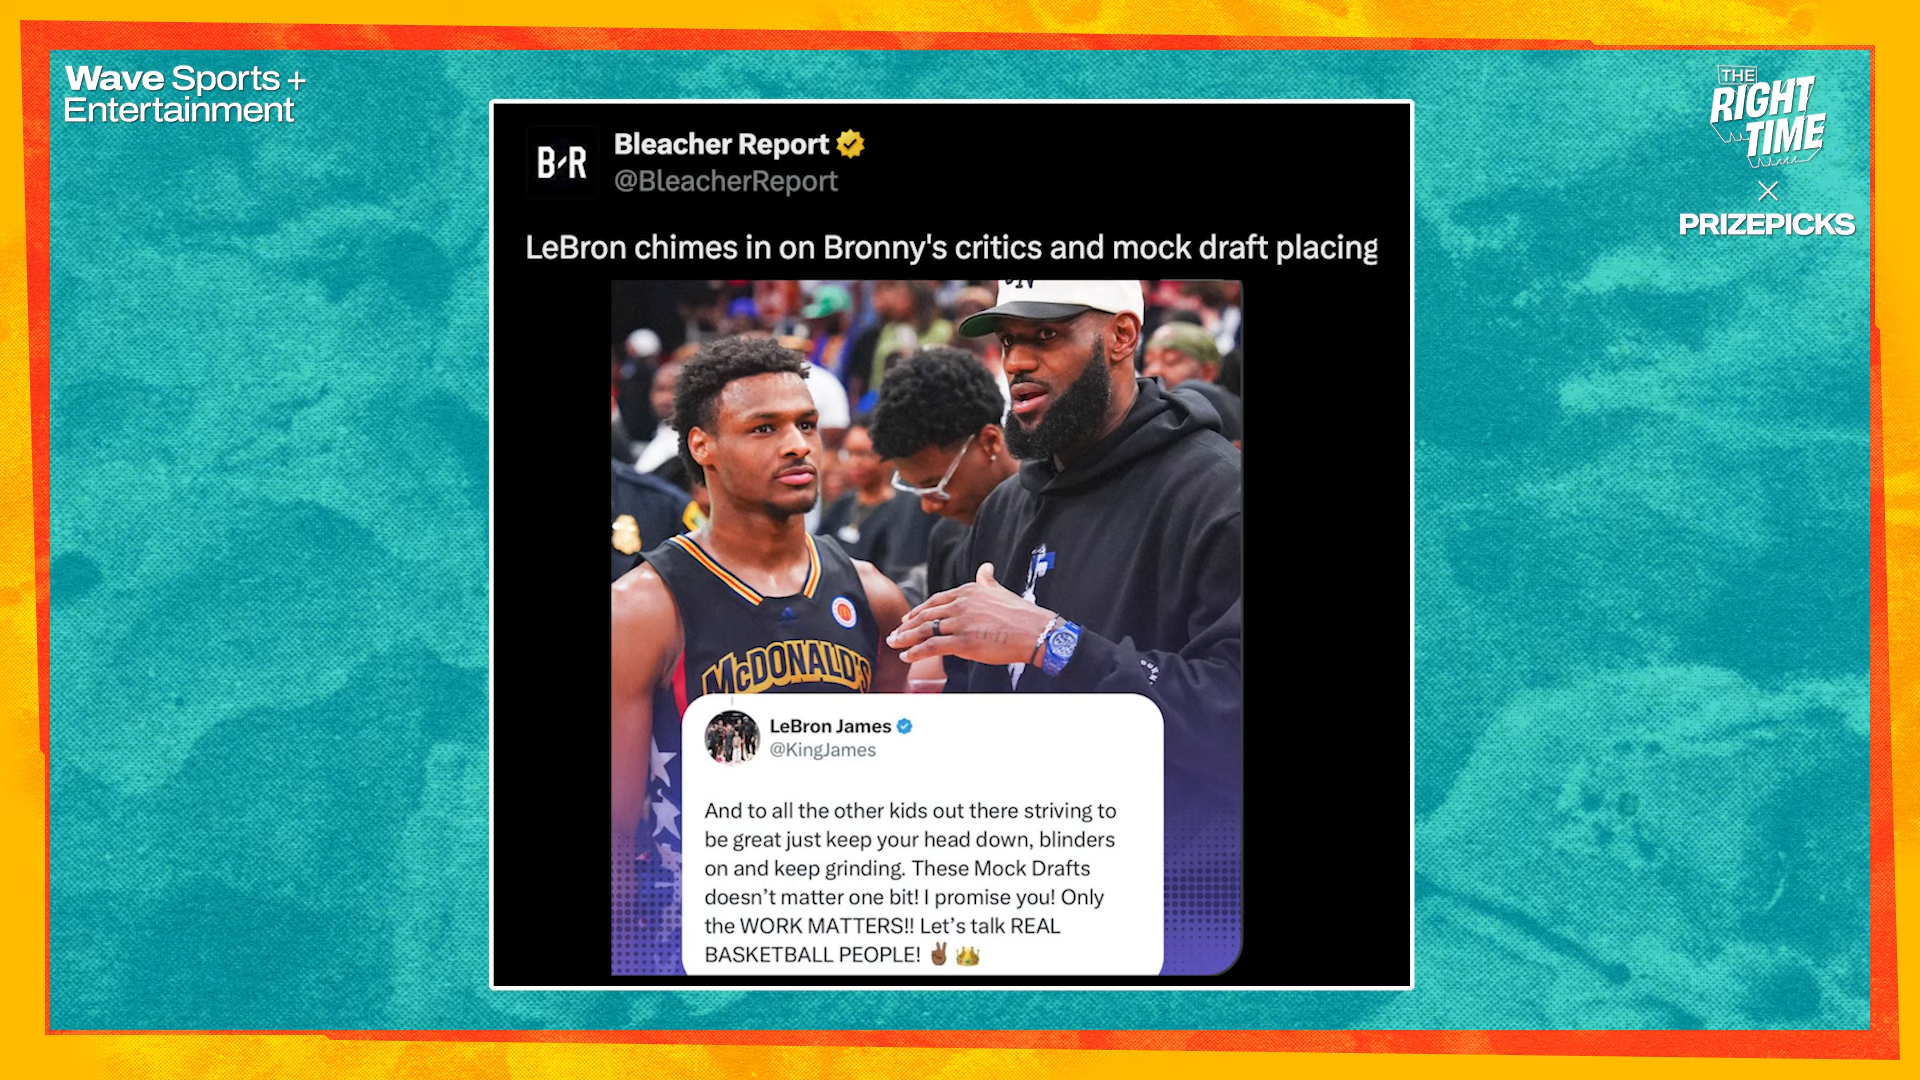 Wave Sports +
Entertainment
THE
RIGHT
TIME
X
PRIZEPICKS
B/R
Bleacher Report
@BleacherReport
LeBron chimes in on Bronny's critics and mock draft placing
McDONALD'S
LeBron James
@KingJames
And to all the other kids out there striving to
be great just keep your head down, blinders
on and keep grinding. These Mock Drafts
doesn’t matter one bit! I promise you! Only
the WORK MATTERS!! Let’s talk REAL
BASKETBALL PEOPLE! ✌🏾👑